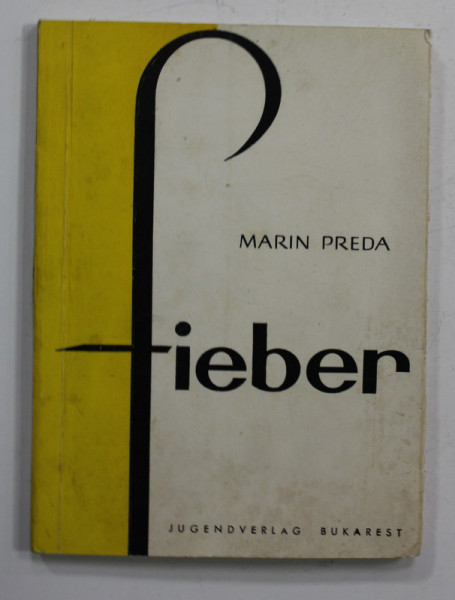 MARIN PREDA
fieber
JUGENDVERLAG BUKAREST